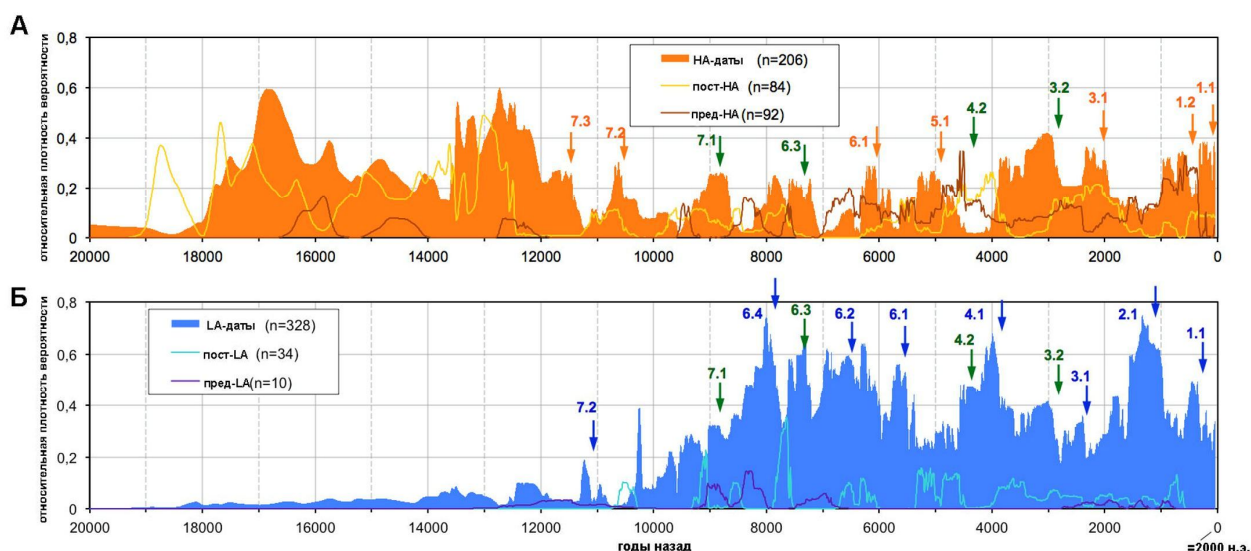 А
относительная плотность вероятности
0,8
0,6
0,4
0,2
0
НА-даты (n=206)
пост-НА (n=84)
пред-НА (n=92)
7.3
7.2
7.1
6.3
6.1
5.1
4.2
3.2
3.1
1.2
1.1
20000 18000 16000 14000 12000 10000 8000 6000 4000 2000 0
Б
относительная плотность вероятности
0,8
0,6
0,4
0,2
0
LA-даты (n=328)
пост-LA (n=34)
пред-LA (n=10)
7.2
7.1
6.4
6.3
6.2
6.1
4.2
4.1
3.2
3.1
2.1
1.1
20000 18000 16000 14000 12000 10000 8000 6000 4000 2000 0
годы назад
=2000 н.э.